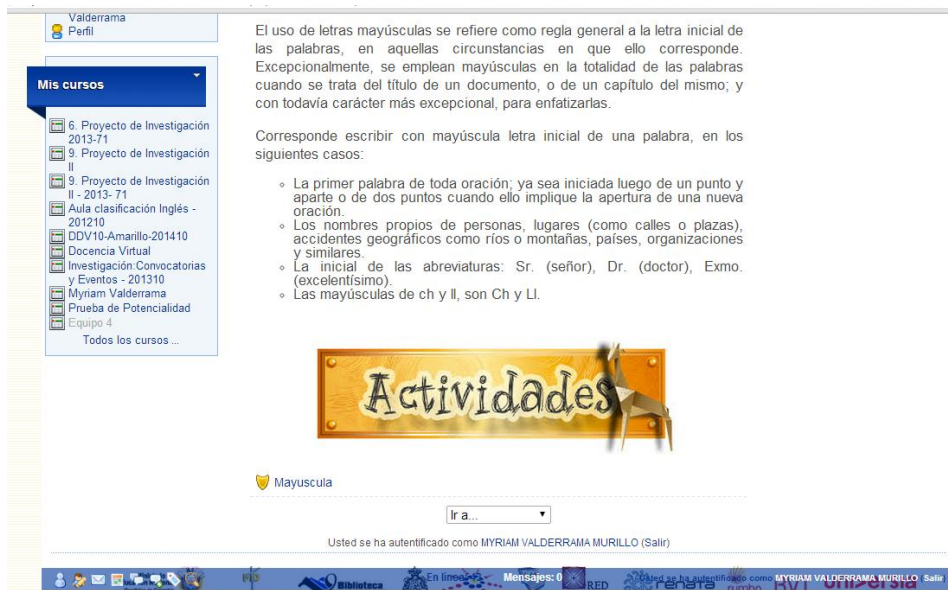 Valderrama
Perfil
Mis cursos
6. Proyecto de Investigación
2013-71
9. Proyecto de Investigación
II
9. Proyecto de Investigación
II - 2013- 71
Aula clasificación Inglés -
201210
DDV10-Amarillo-201410
Docencia Virtual
Investigación:Convocatorias
y Eventos - 201310
Myriam Valderrama
Prueba de Potencialidad
Equipo 4
Todos los cursos ...
El uso de letras mayúsculas se refiere como regla general a la letra inicial de
las palabras, en aquellas circunstancias en que ello corresponde.
Excepcionalmente, se emplean mayúsculas en la totalidad de las palabras
cuando se trata del título de un documento, o de un capítulo del mismo; y
con todavía carácter más excepcional, para enfatizarlas.
Corresponde escribir con mayúscula letra inicial de una palabra, en los
siguientes casos:
La primer palabra de toda oración; ya sea iniciada luego de un punto y
aparte o de dos puntos cuando ello implique la apertura de una nueva
oración.
Los nombres propios de personas, lugares (como calles o plazas),
accidentes geográficos como ríos o montañas, países, organizaciones
y similares.
La inicial de las abreviaturas: Sr. (señor), Dr. (doctor), Exmo.
(excelentísimo).
Las mayúsculas de ch y ll, son Ch y Ll.
Actividades
Mayuscula
Ir a...
Usted se ha autentificado como MYRIAM VALDERRAMA MURILLO (Salir)
Biblioteca En línea Mensajes: 0 RED renata Usted se ha autentificado como MYRIAM VALDERRAMA MURILLO (Salir)